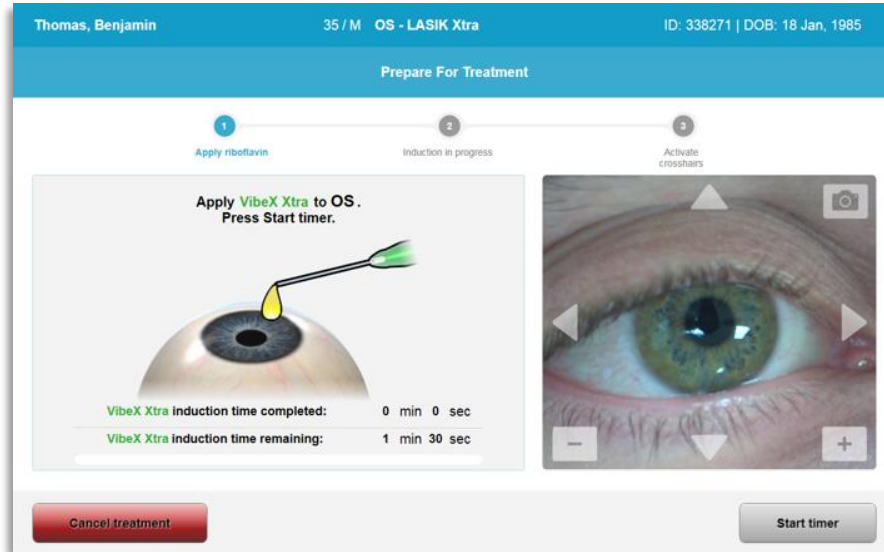 Thomas, Benjamin 35 / M OS - LASIK Xtra ID: 338271 | DOB: 18 Jan, 1985
Prepare For Treatment
1 2 3
Apply riboflavin Induction in progress Activate
crosshairs
Apply VibeX Xtra to OS.
Press Start timer.
VibeX Xtra induction time completed: 0 min 0 sec
VibeX Xtra induction time remaining: 1 min 30 sec
− +
Cancel treatment Start timer